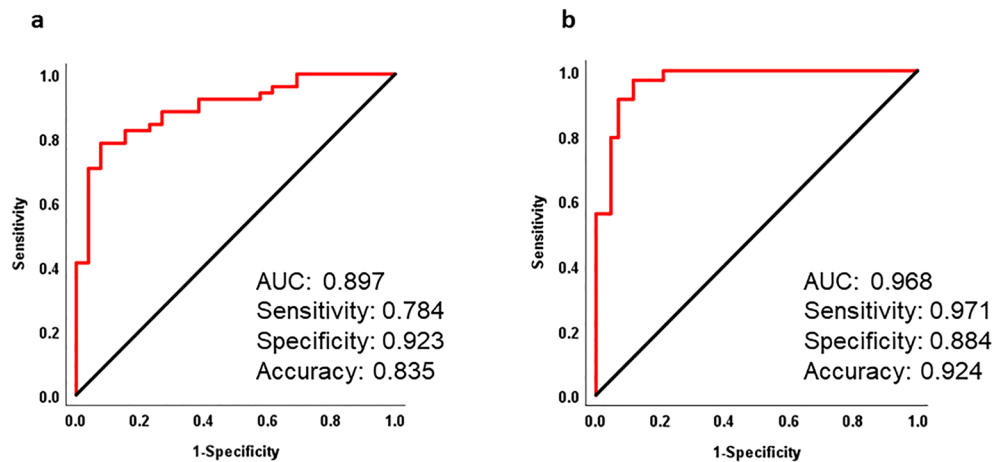 a
1.0
0.8
0.6
0.4
0.2
0.0
Sensitivity
AUC: 0.897
Sensitivity: 0.784
Specificity: 0.923
Accuracy: 0.835
0.0 0.2 0.4 0.6 0.8 1.0
1-Specificity
b
1.0
0.8
0.6
0.4
0.2
0.0
Sensitivity
AUC: 0.968
Sensitivity: 0.971
Specificity: 0.884
Accuracy: 0.924
0.0 0.2 0.4 0.6 0.8 1.0
1-Specificity